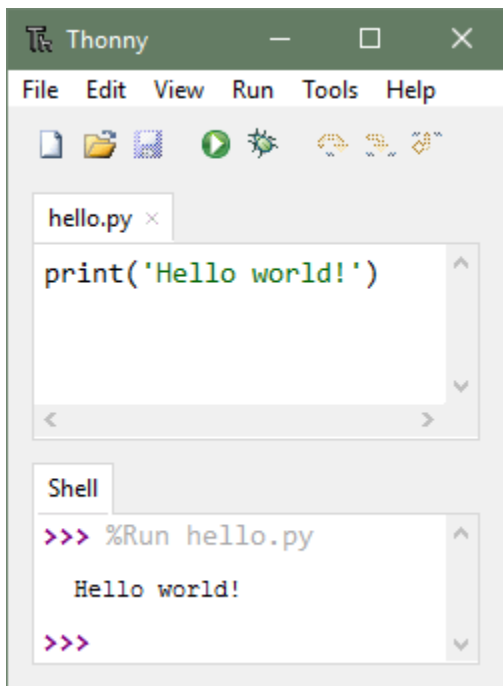 Thonny
File Edit View Run Tools Help
hello.py
print('Hello world!')
Shell
>>> %Run hello.py
Hello world!
>>>